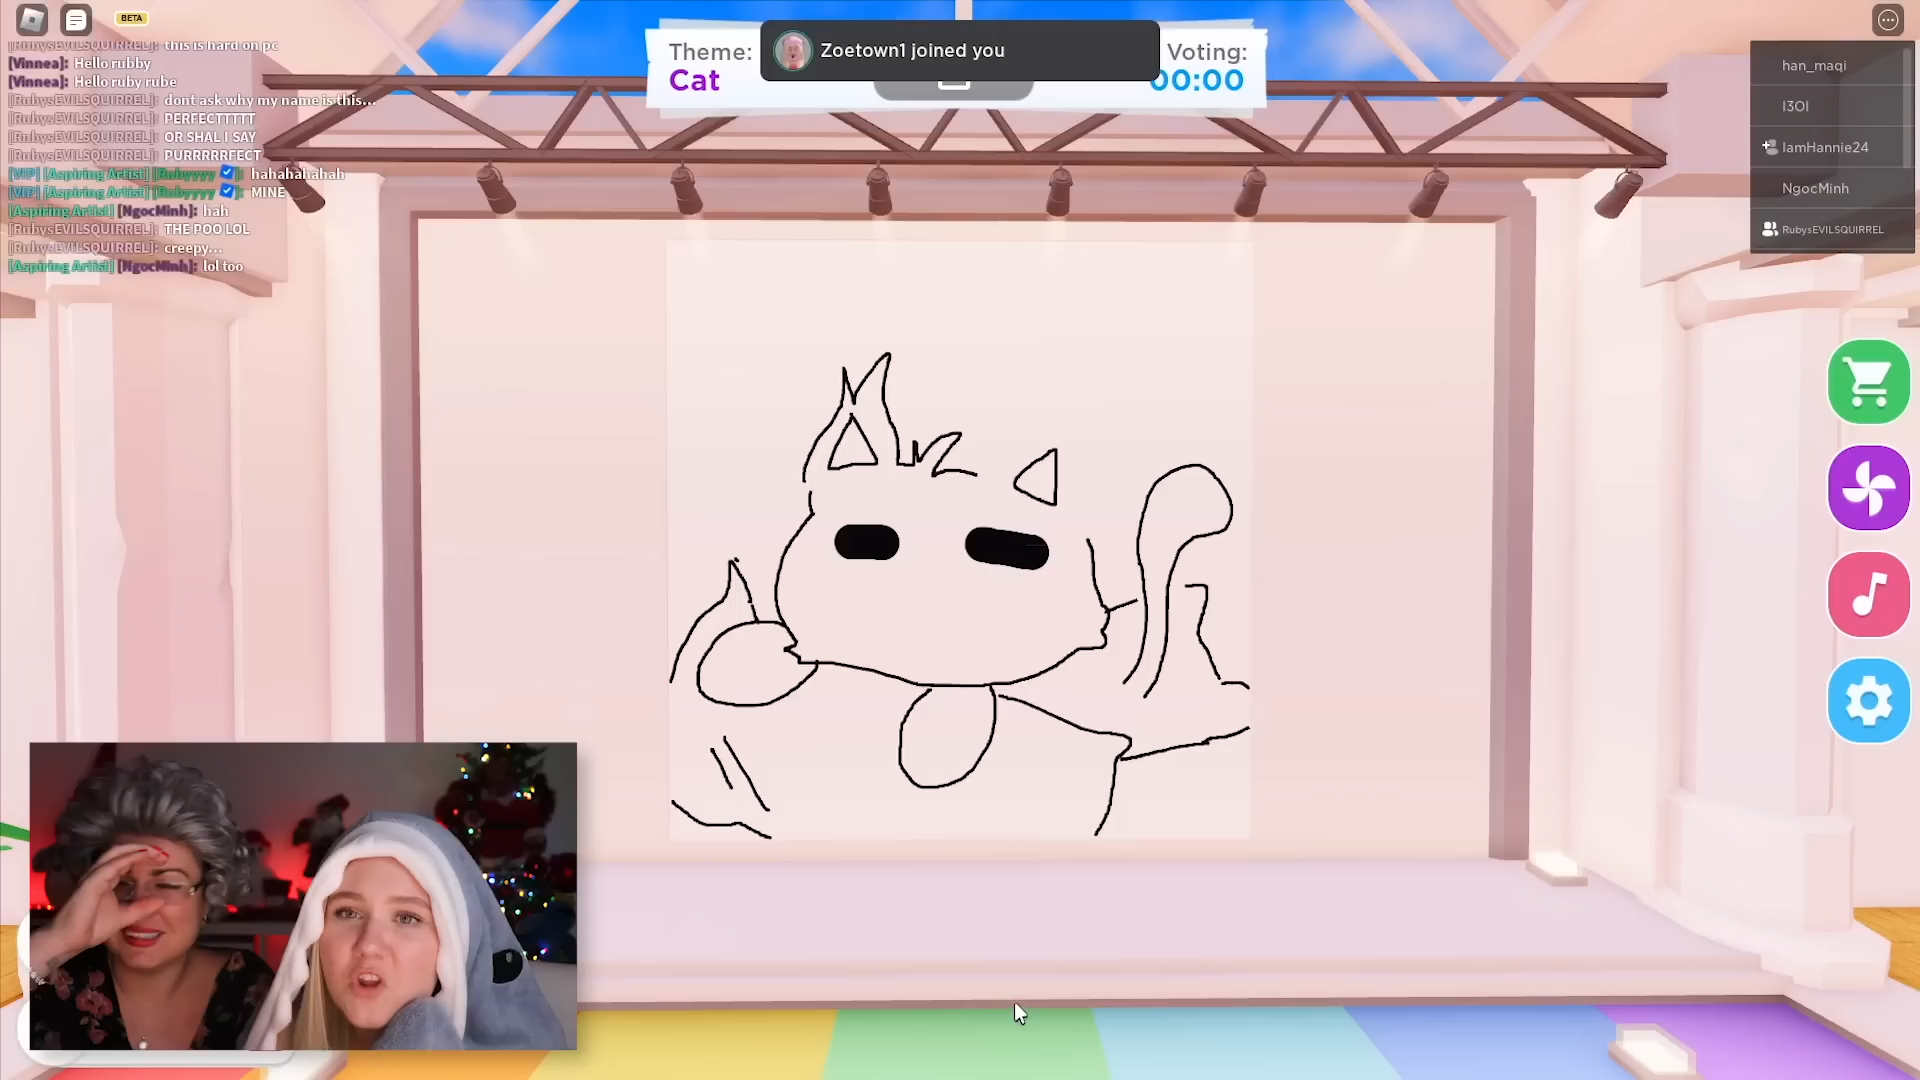 BETA
[RubysEVILSQUIRREL]: this is hard on pc
[Vinnea]: Hello rubby
[Vinnea]: Hello ruby rube
[RubysEVILSQUIRREL]: dont ask why my name is this...
[RubysEVILSQUIRREL]: PERFECTTTTT
[RubysEVILSQUIRREL]: OR SHAL I SAY
[RubysEVILSQUIRREL]: PURRRRRFECT
[VIP] [Aspiring Artist] [Rubyyyy ☑]: hahahahahah
[VIP] [Aspiring Artist] [Rubyyyy ☑]: MINE
[Aspiring Artist] [NgocMinh]: hah
[RubysEVILSQUIRREL]: THE POO LOL
[RubysEVILSQUIRREL]: creepy...
[Aspiring Artist] [NgocMinh]: lol too
Theme:
Cat
Zoetown1 joined you
Voting:
00:00
han_maqi
I3OI
IamHannie24
NgocMinh
RubysEVILSQUIRREL